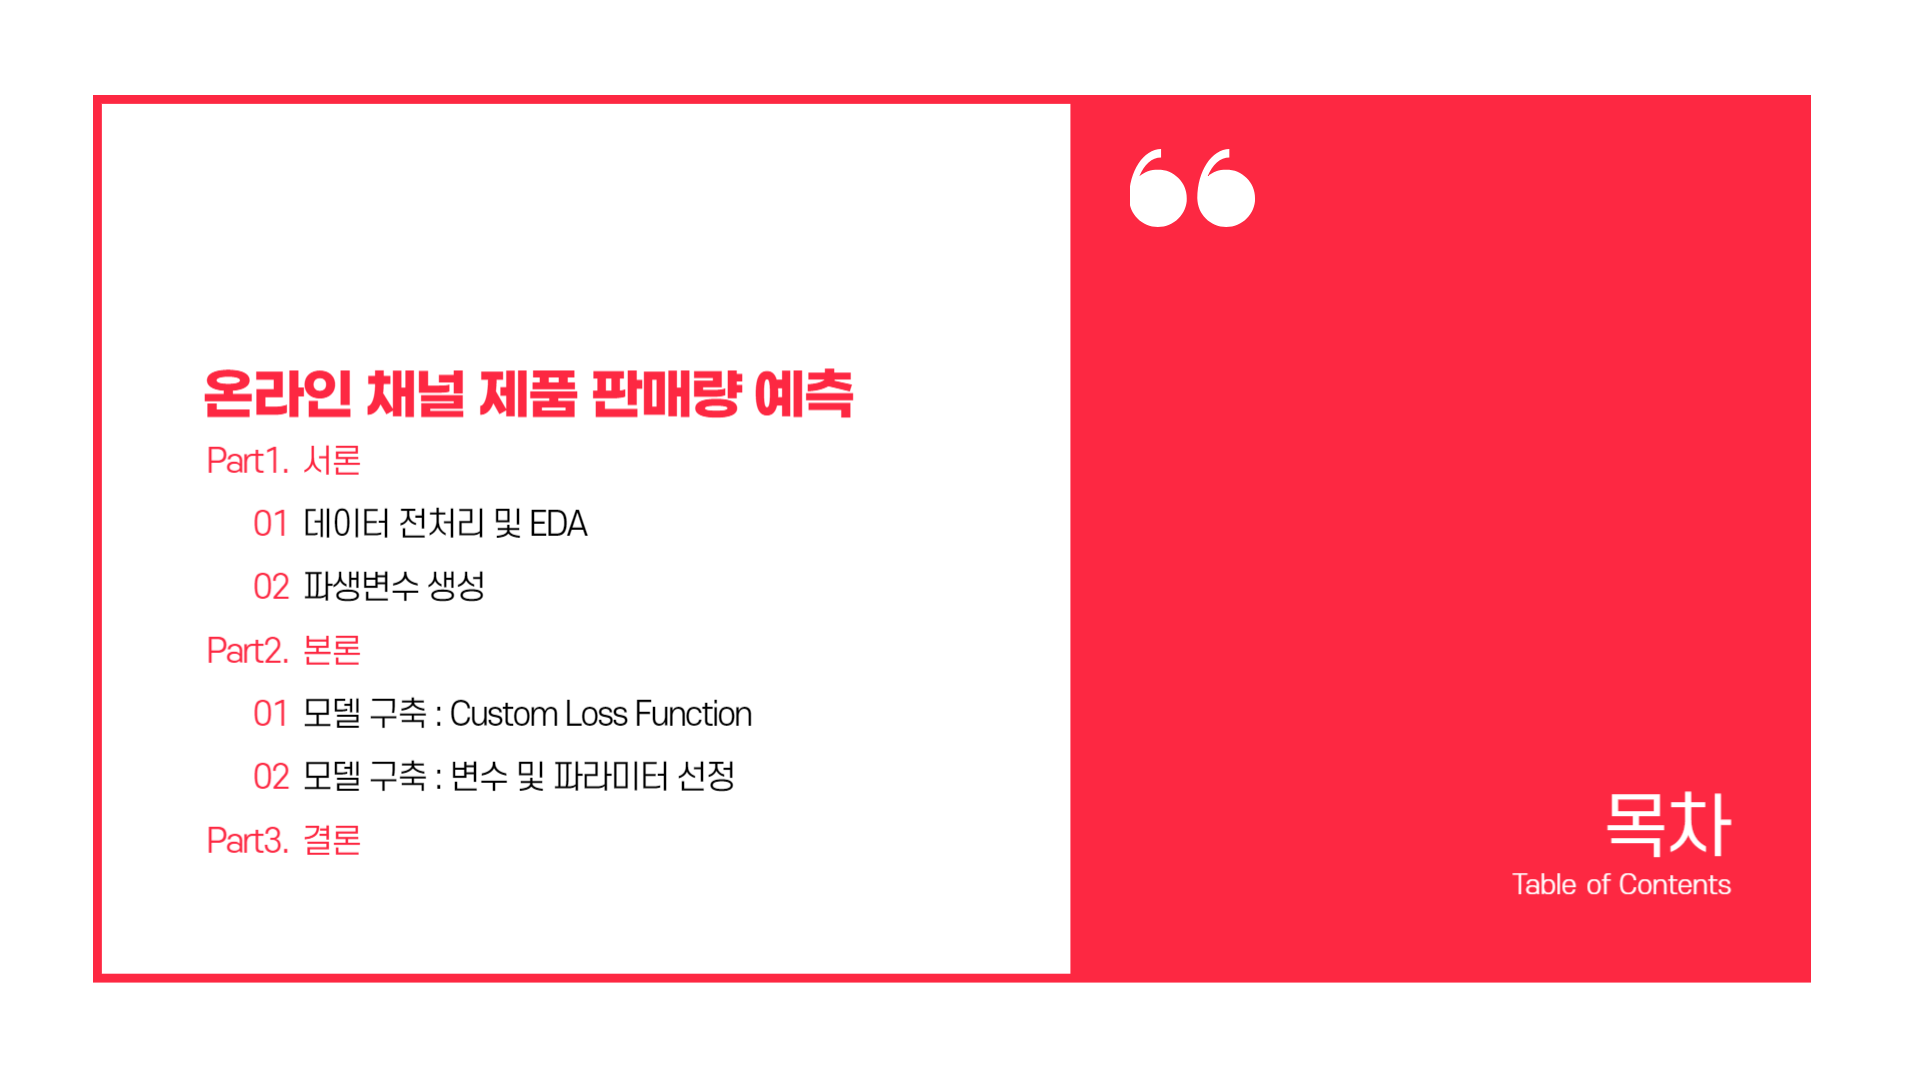 온라인 채널 제품 판매량 예측
Part1. 서론
01 데이터 전처리 및 EDA
02 파생변수 생성
Part2. 본론
01 모델 구축 : Custom Loss Function
02 모델 구축 : 변수 및 파라미터 선정
Part3. 결론
“
목차
Table of Contents